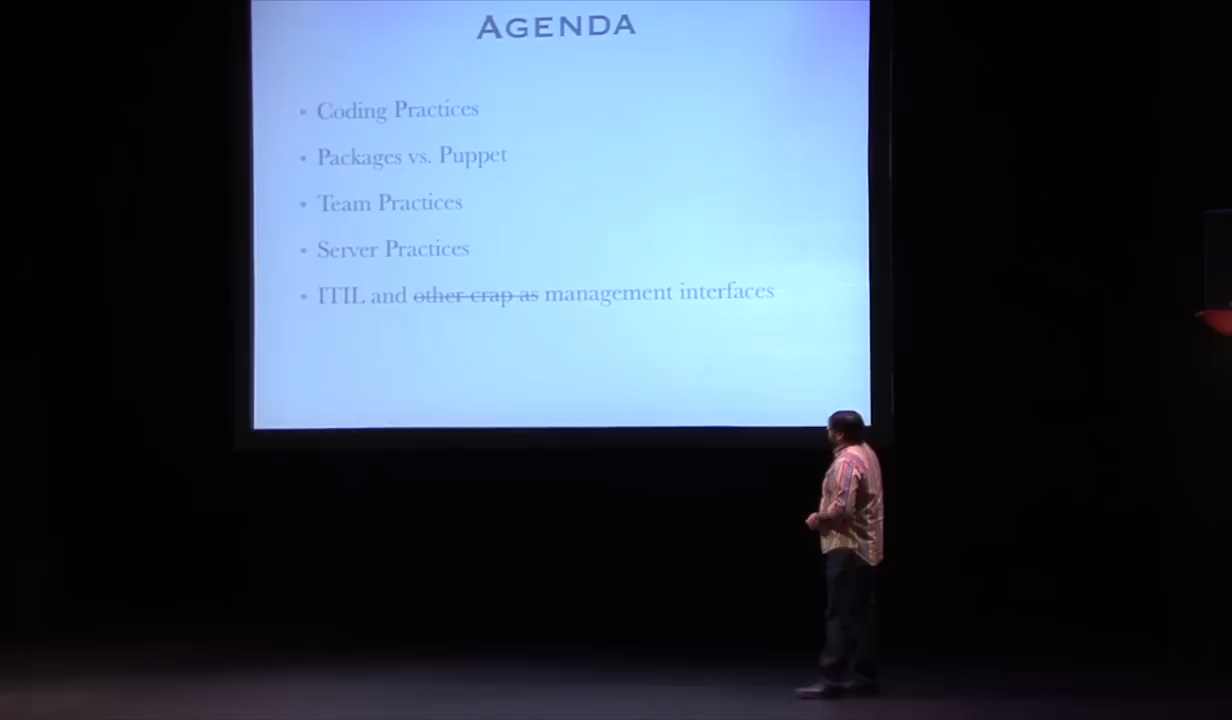 AGENDA
• Coding Practices
• Packages vs. Puppet
• Team Practices
• Server Practices
• ITIL and other crap as management interfaces